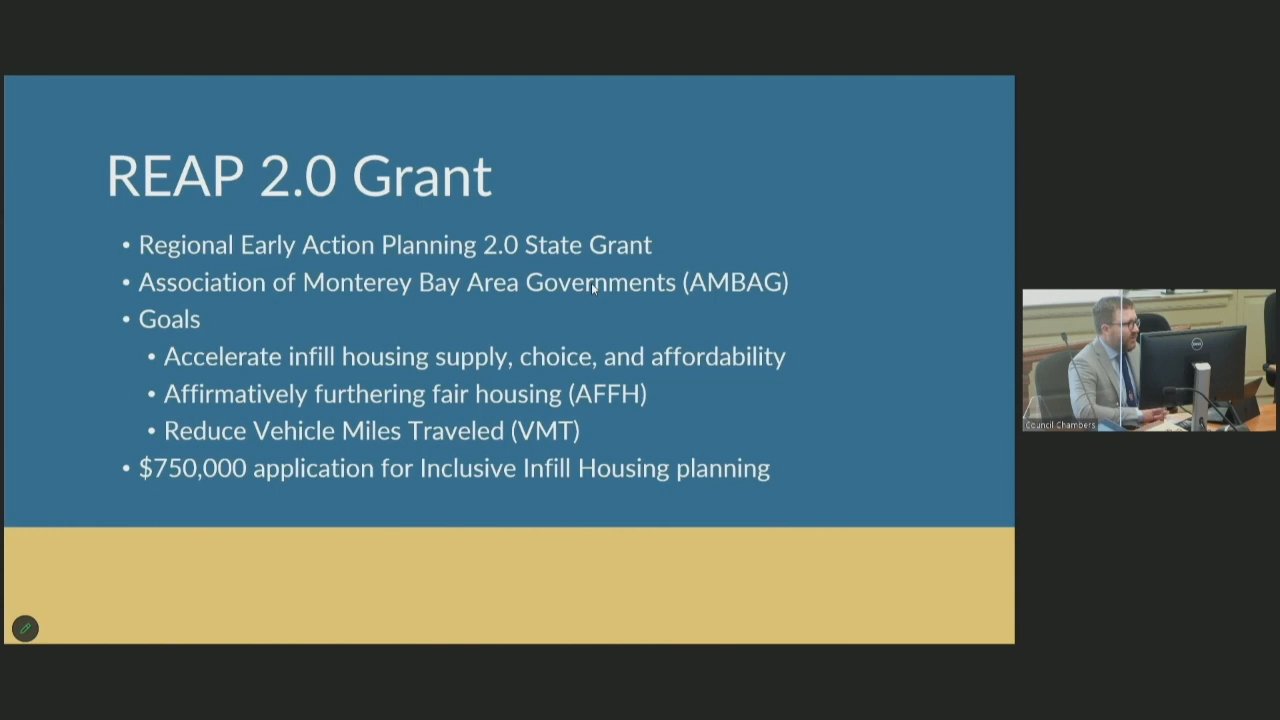 REAP 2.0 Grant
• Regional Early Action Planning 2.0 State Grant
• Association of Monterey Bay Area Governments (AMBAG)
• Goals
• Accelerate infill housing supply, choice, and affordability
• Affirmatively furthering fair housing (AFFH)
• Reduce Vehicle Miles Traveled (VMT)
• $750,000 application for Inclusive Infill Housing planning
DELL
Council Chambers